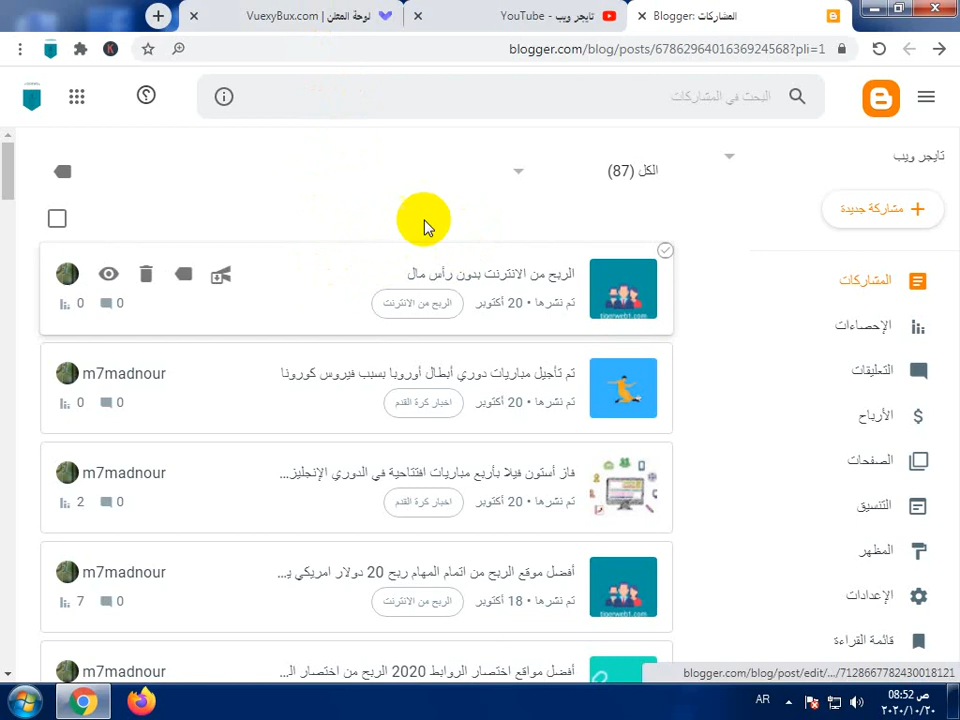 Blogger: المشاركات
تايجر ويب - YouTube
لوحة المعلن | VuexyBux.com
K
blogger.com/blog/posts/6786296401636924568?pli=1
البحث في المشاركات
تايجر ويب
الكل (87)
مشاركة جديدة
المشاركات
الإحصاءات
التعليقات
الأرباح
الصفحات
التنسيق
المظهر
الإعدادات
قائمة القراءة
الربح من الانترنت بدون رأس مال
تم نشرها • 20 أكتوبر
الربح من الانترنت
0
0
tigerweb1.com
تم تأجيل مباريات دوري أبطال أوروبا بسبب فيروس كورونا
m7madnour
تم نشرها • 20 أكتوبر
اخبار كرة القدم
0
0
فاز أستون فيلا بأربع مباريات افتتاحية في الدوري الإنجليز...
m7madnour
تم نشرها • 20 أكتوبر
اخبار كرة القدم
0
2
أفضل موقع الربح من اتمام المهام ربح 20 دولار امريكي ي...
m7madnour
تم نشرها • 18 أكتوبر
الربح من الانترنت
0
7
tigerweb1.com
أفضل مواقع اختصار الروابط 2020 الربح من اختصار ال...
m7madnour
blogger.com/blog/post/edit/.../7128667782430018121
AR
08:52 ص
٢٠٢٠/١٠/٢٠